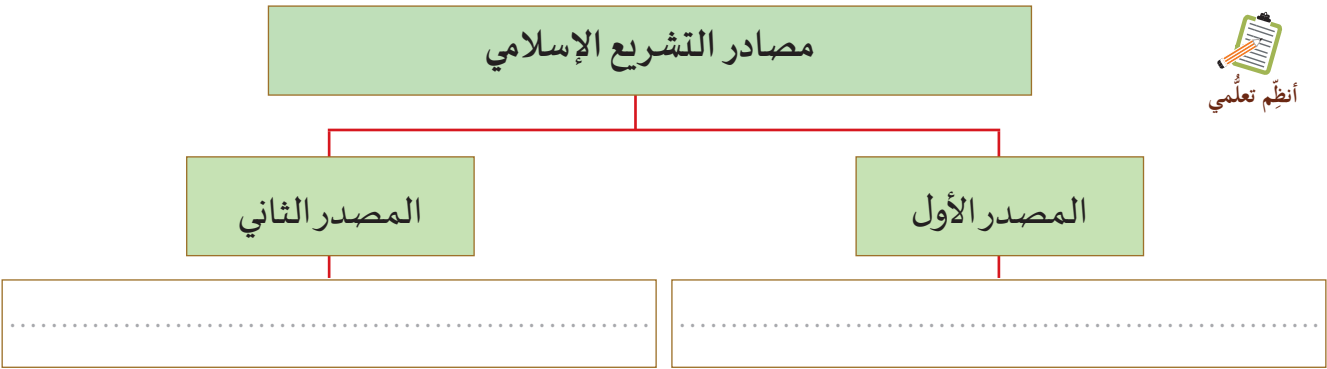 أنظِّم تعلُّمي
مصادر التشريع الإسلامي
المصدر الأول
المصدر الثاني